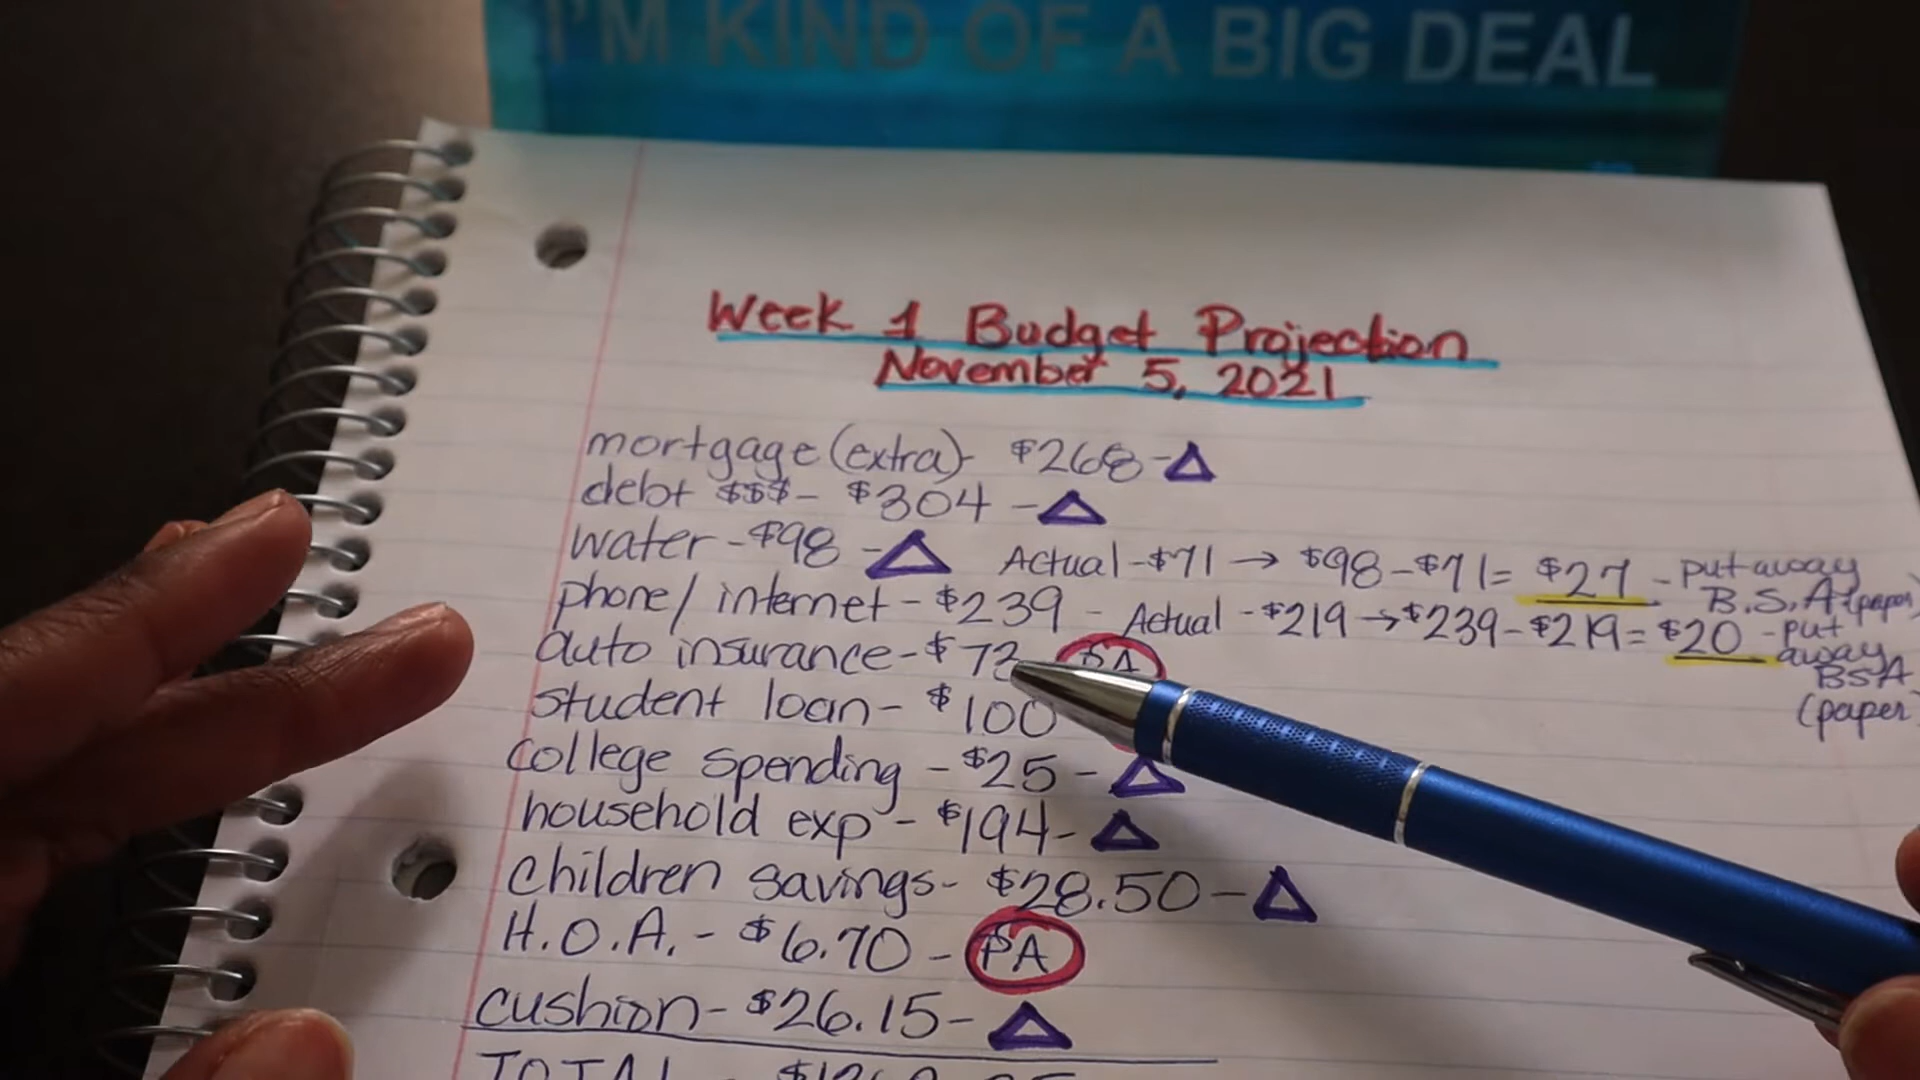 I'M KIND OF A BIG DEAL
Week 1 Budget Projection
November 5, 2021
mortgage (extra) - $268 -
debt $$$ - $304 -
water - $98 - Actual - $71 → $98 - $71 = $27 - put away
B.S.A (paper)
phone/internet - $239 - Actual - $219 → $239 - $219 = $20 - put
away
BSA
(paper)
auto insurance - $73 PA
student loan - $100
college spending - $25 -
household exp - $194 -
children savings - $28.50 -
H.O.A. - $6.70 - PA
cushion - $26.15 -
TOTAL